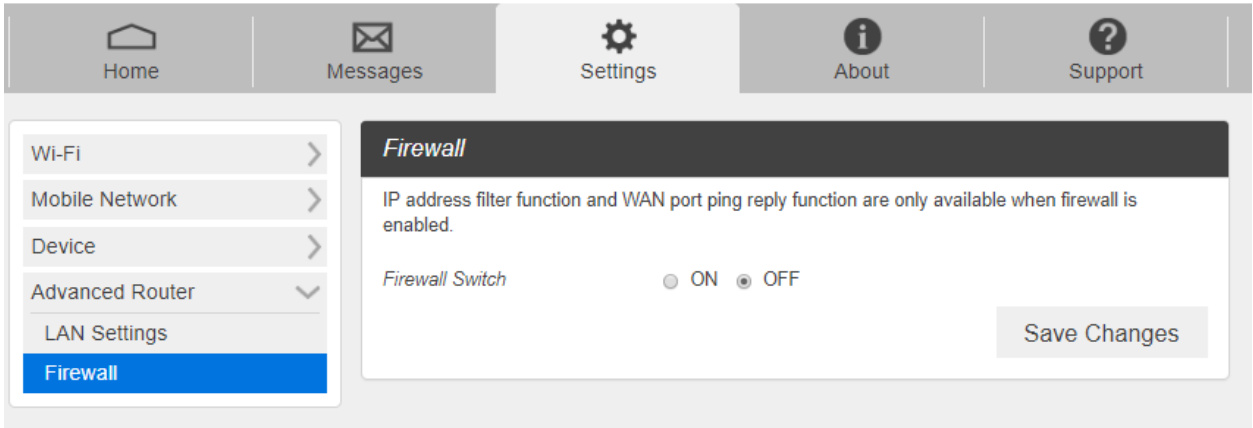 Home
Messages
Settings
About
Support
Wi-Fi
Mobile Network
Device
Advanced Router
LAN Settings
Firewall
Firewall
IP address filter function and WAN port ping reply function are only available when firewall is
enabled.
Firewall Switch ON OFF
Save Changes